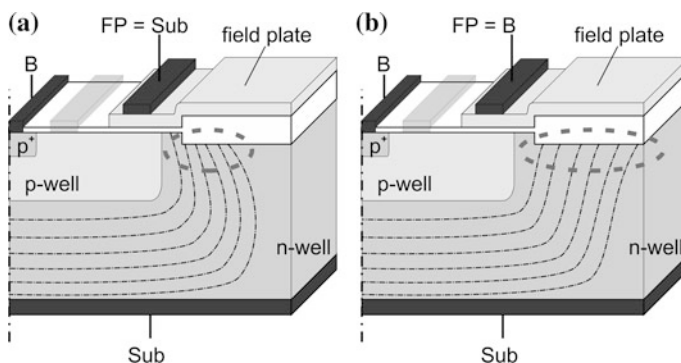 (a)
FP = Sub
field plate
B
p+
p-well
n-well
Sub
(b)
FP = B
field plate
B
p+
p-well
n-well
Sub